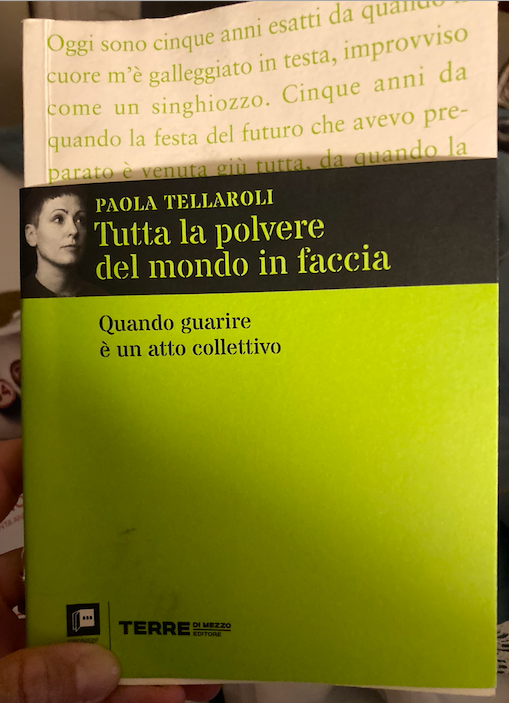 Oggi sono cinque anni esatti da quando il
cuore m'è galleggiato in testa, improvviso
come un singhiozzo. Cinque anni da
quando la festa del futuro che avevo pre-
parato è venuta giù tutta, da quando la
PAOLA TELLAROLI
Tutta la polvere
del mondo in faccia
Quando guarire
è un atto collettivo
TERRE DI MEZZO
EDITORE